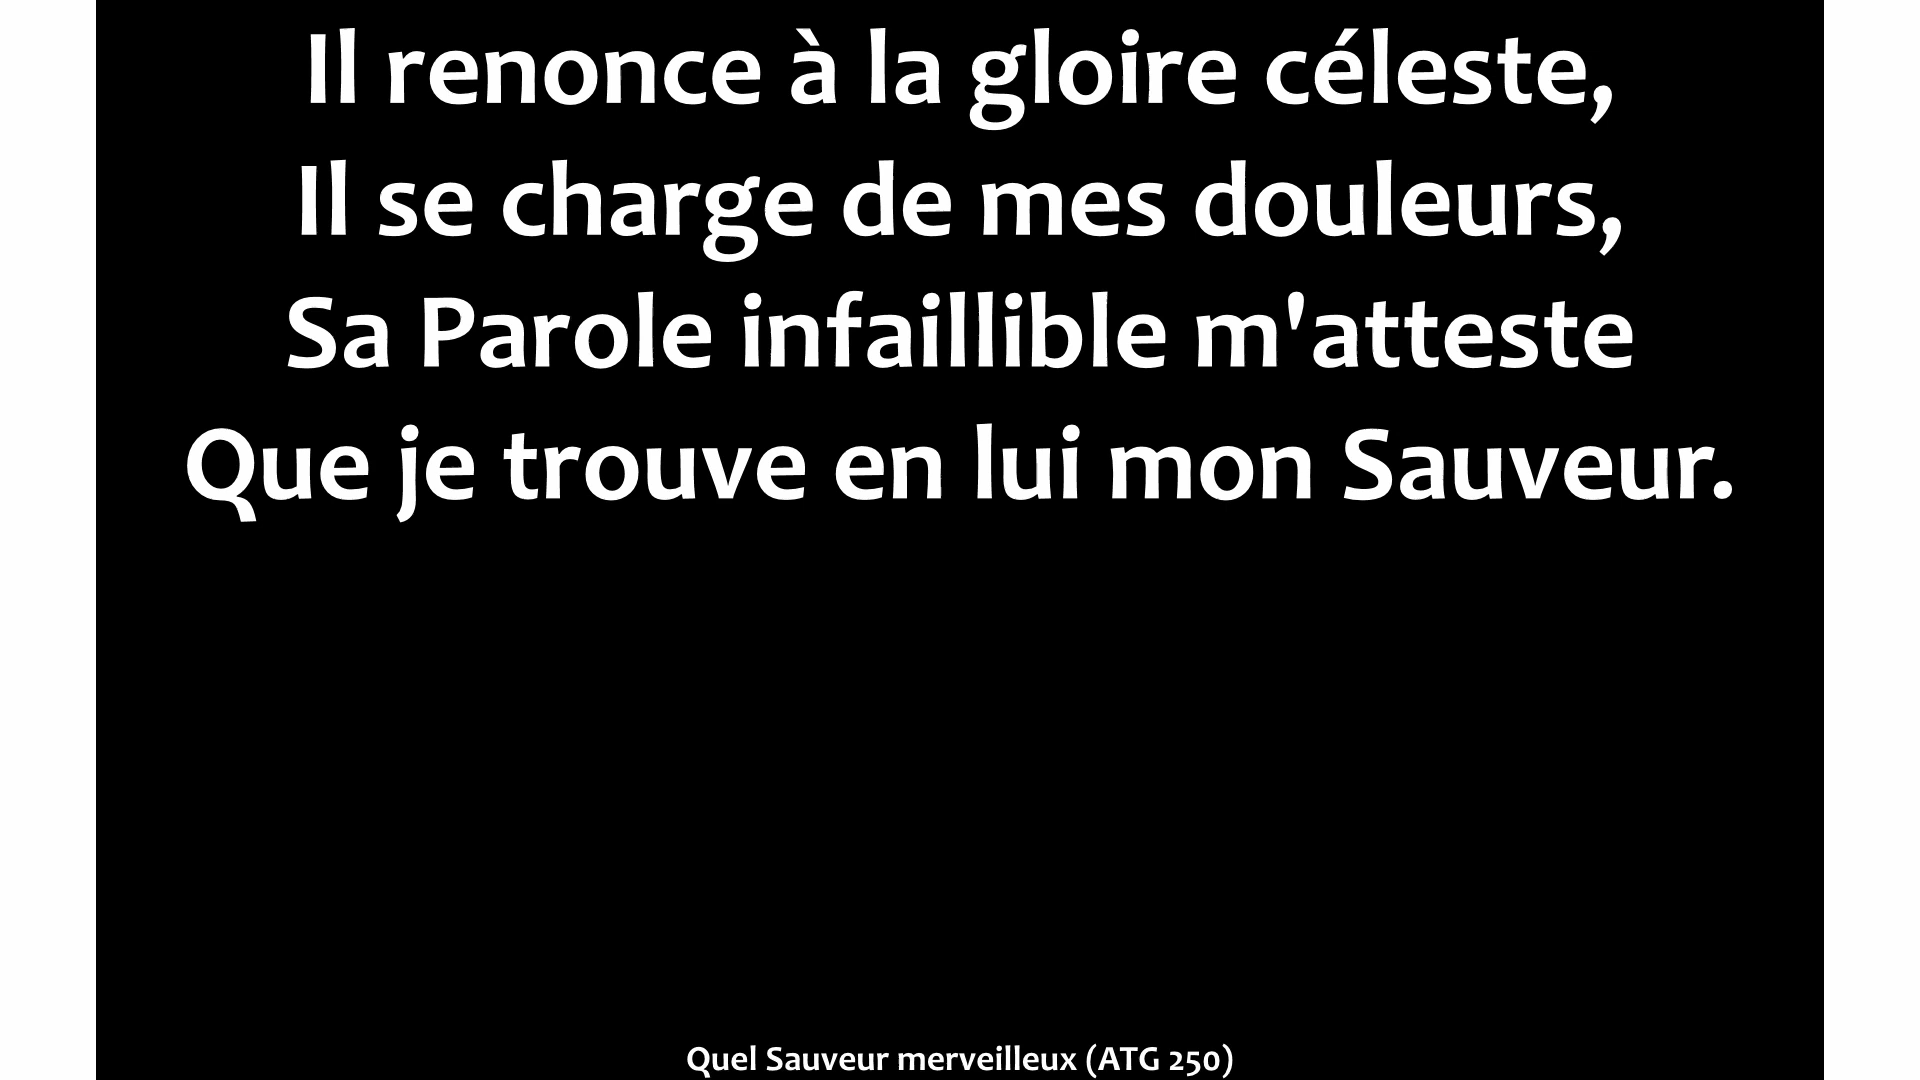 Il renonce à la gloire céleste,
Il se charge de mes douleurs,
Sa Parole infaillible m'atteste
Que je trouve en lui mon Sauveur.
Quel Sauveur merveilleux (ATG 250)